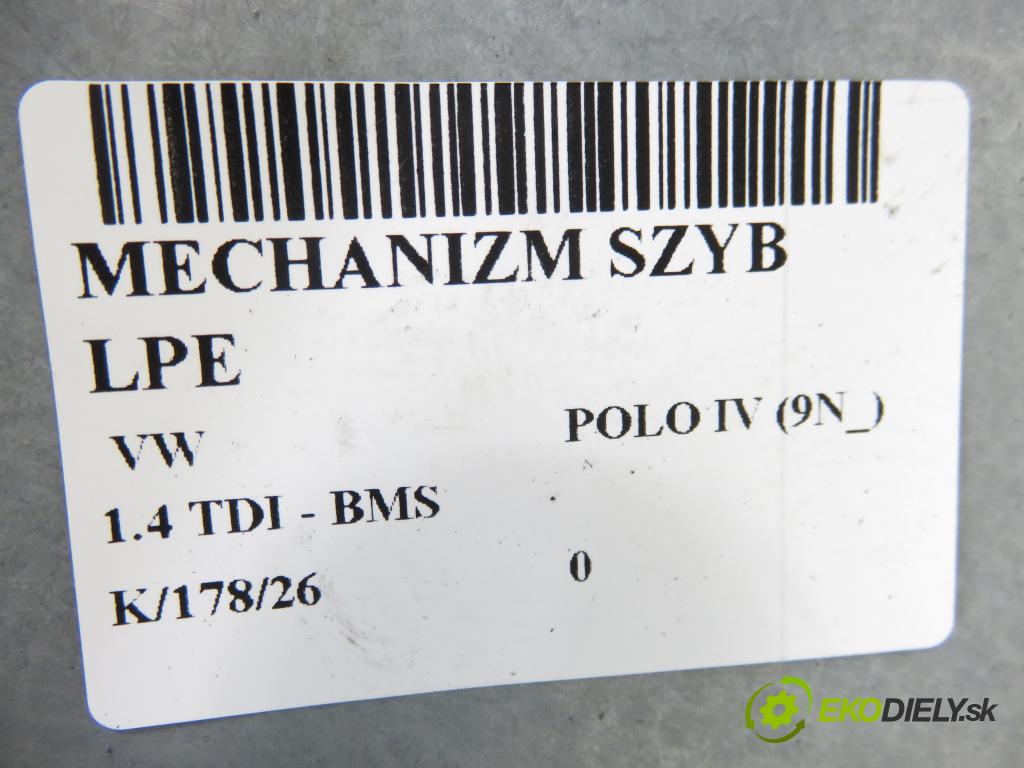 MECHANIZM SZYB
LPE
VW
POLO IV (9N_)
1.4 TDI - BMS
K/178/26
0
EKODIELY.sk